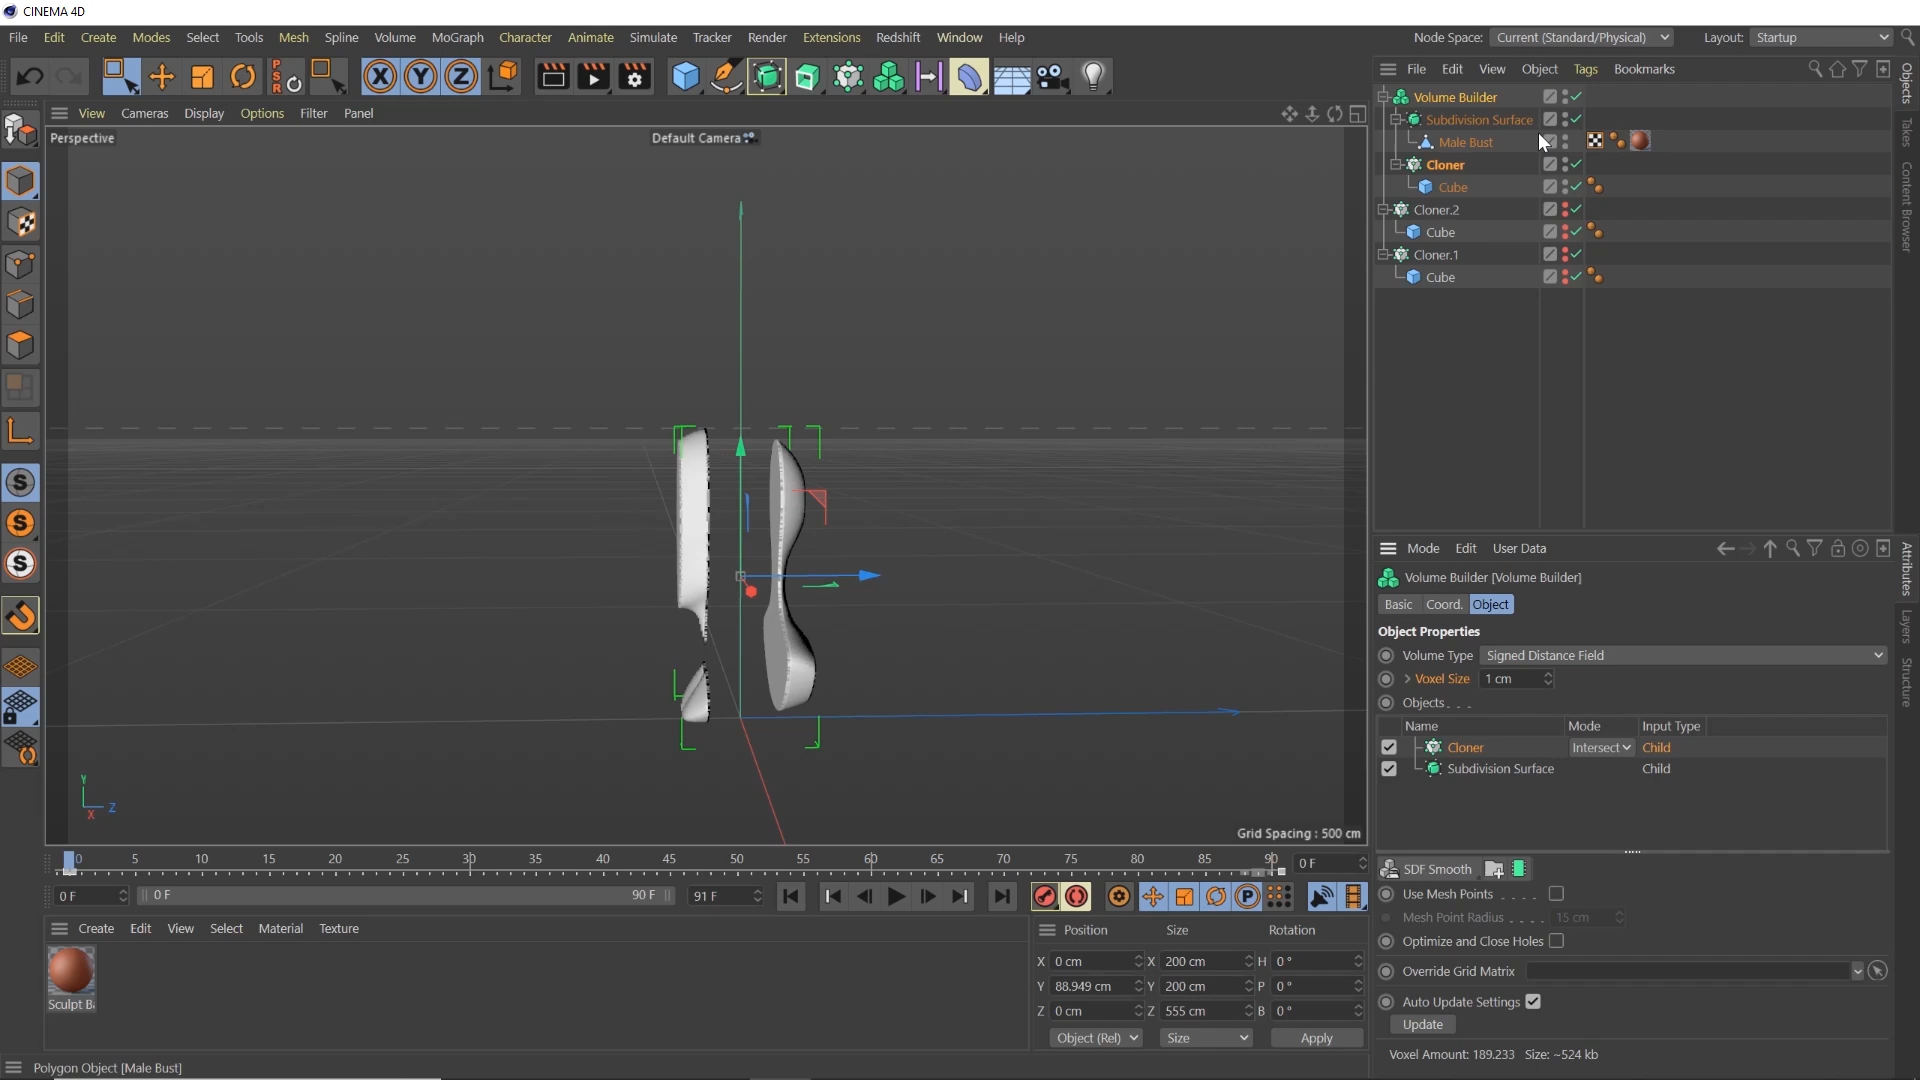 CINEMA 4D
File Edit Create Modes Select Tools Mesh Spline Volume MoGraph Character Animate Simulate Tracker Render Extensions Redshift Window Help
Node Space: Current (Standard/Physical) Layout: Startup
PSR X Y Z
File Edit View Object Tags Bookmarks
View Cameras Display Options Filter Panel
Perspective Default Camera
Volume Builder
Subdivision Surface
Male Bust
Cloner
Cube
Cloner.2
Cube
Cloner.1
Cube
Objects
Takes
Content Browser
S
S
S
Y
Z
X
Grid Spacing : 500 cm
Mode Edit User Data
Volume Builder [Volume Builder]
Basic Coord. Object
Object Properties
Volume Type Signed Distance Field
Voxel Size 1 cm
Objects
Name Mode Input Type
Cloner Intersect Child
Subdivision Surface Child
SDF Smooth
Use Mesh Points
Mesh Point Radius 15 cm
Optimize and Close Holes
Override Grid Matrix
Auto Update Settings
Update
Voxel Amount: 189.233 Size: ~524 kb
Attributes
Layers
Structure
0 5 10 15 20 25 30 35 40 45 50 55 60 65 70 75 80 85 90 0 F
0 F 0 F 90 F 91 F P
Create Edit View Select Material Texture
Sculpt Ba
Position Size Rotation
X 0 cm X 200 cm H 0 °
Y 88.949 cm Y 200 cm P 0 °
Z 0 cm Z 555 cm B 0 °
Object (Rel) Size Apply
Polygon Object [Male Bust]